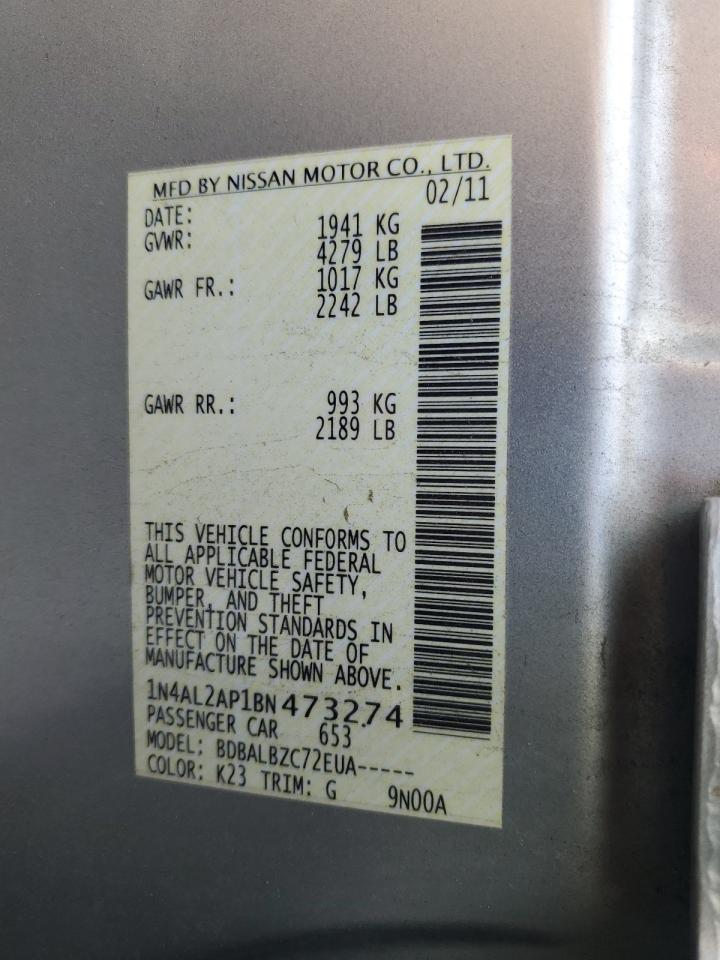 MFD BY NISSAN MOTOR CO., LTD.
DATE: 02/11
GVWR: 1941 KG
4279 LB
GAWR FR.: 1017 KG
2242 LB
GAWR RR.: 993 KG
2189 LB
THIS VEHICLE CONFORMS TO
ALL APPLICABLE FEDERAL
MOTOR VEHICLE SAFETY,
BUMPER, AND THEFT
PREVENTION STANDARDS IN
EFFECT ON THE DATE OF
MANUFACTURE SHOWN ABOVE.
1N4AL2AP1BN473274
PASSENGER CAR 653
MODEL: BDBALBZC72EUA-----
COLOR: K23 TRIM: G 9N00A